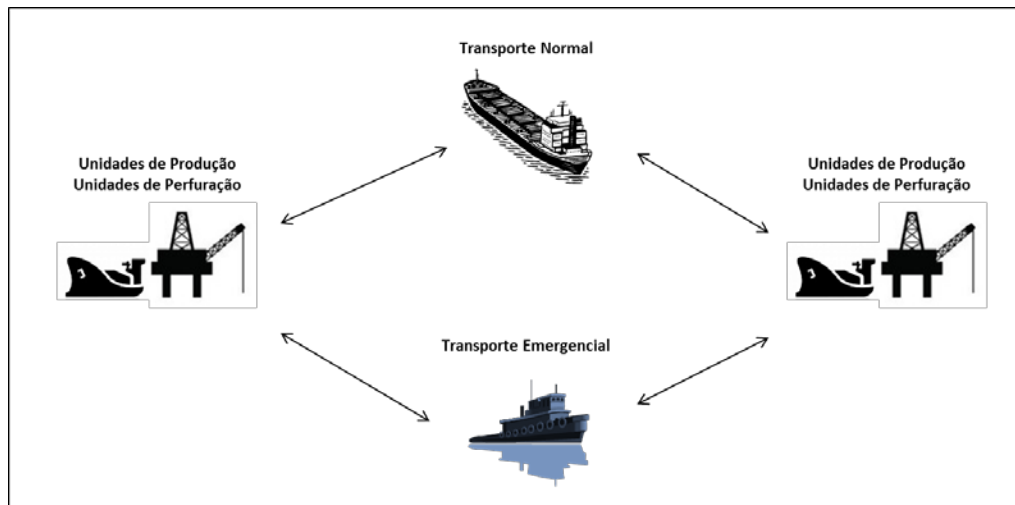 Transporte Normal
Unidades de Produção
Unidades de Perfuração
Unidades de Produção
Unidades de Perfuração
Transporte Emergencial